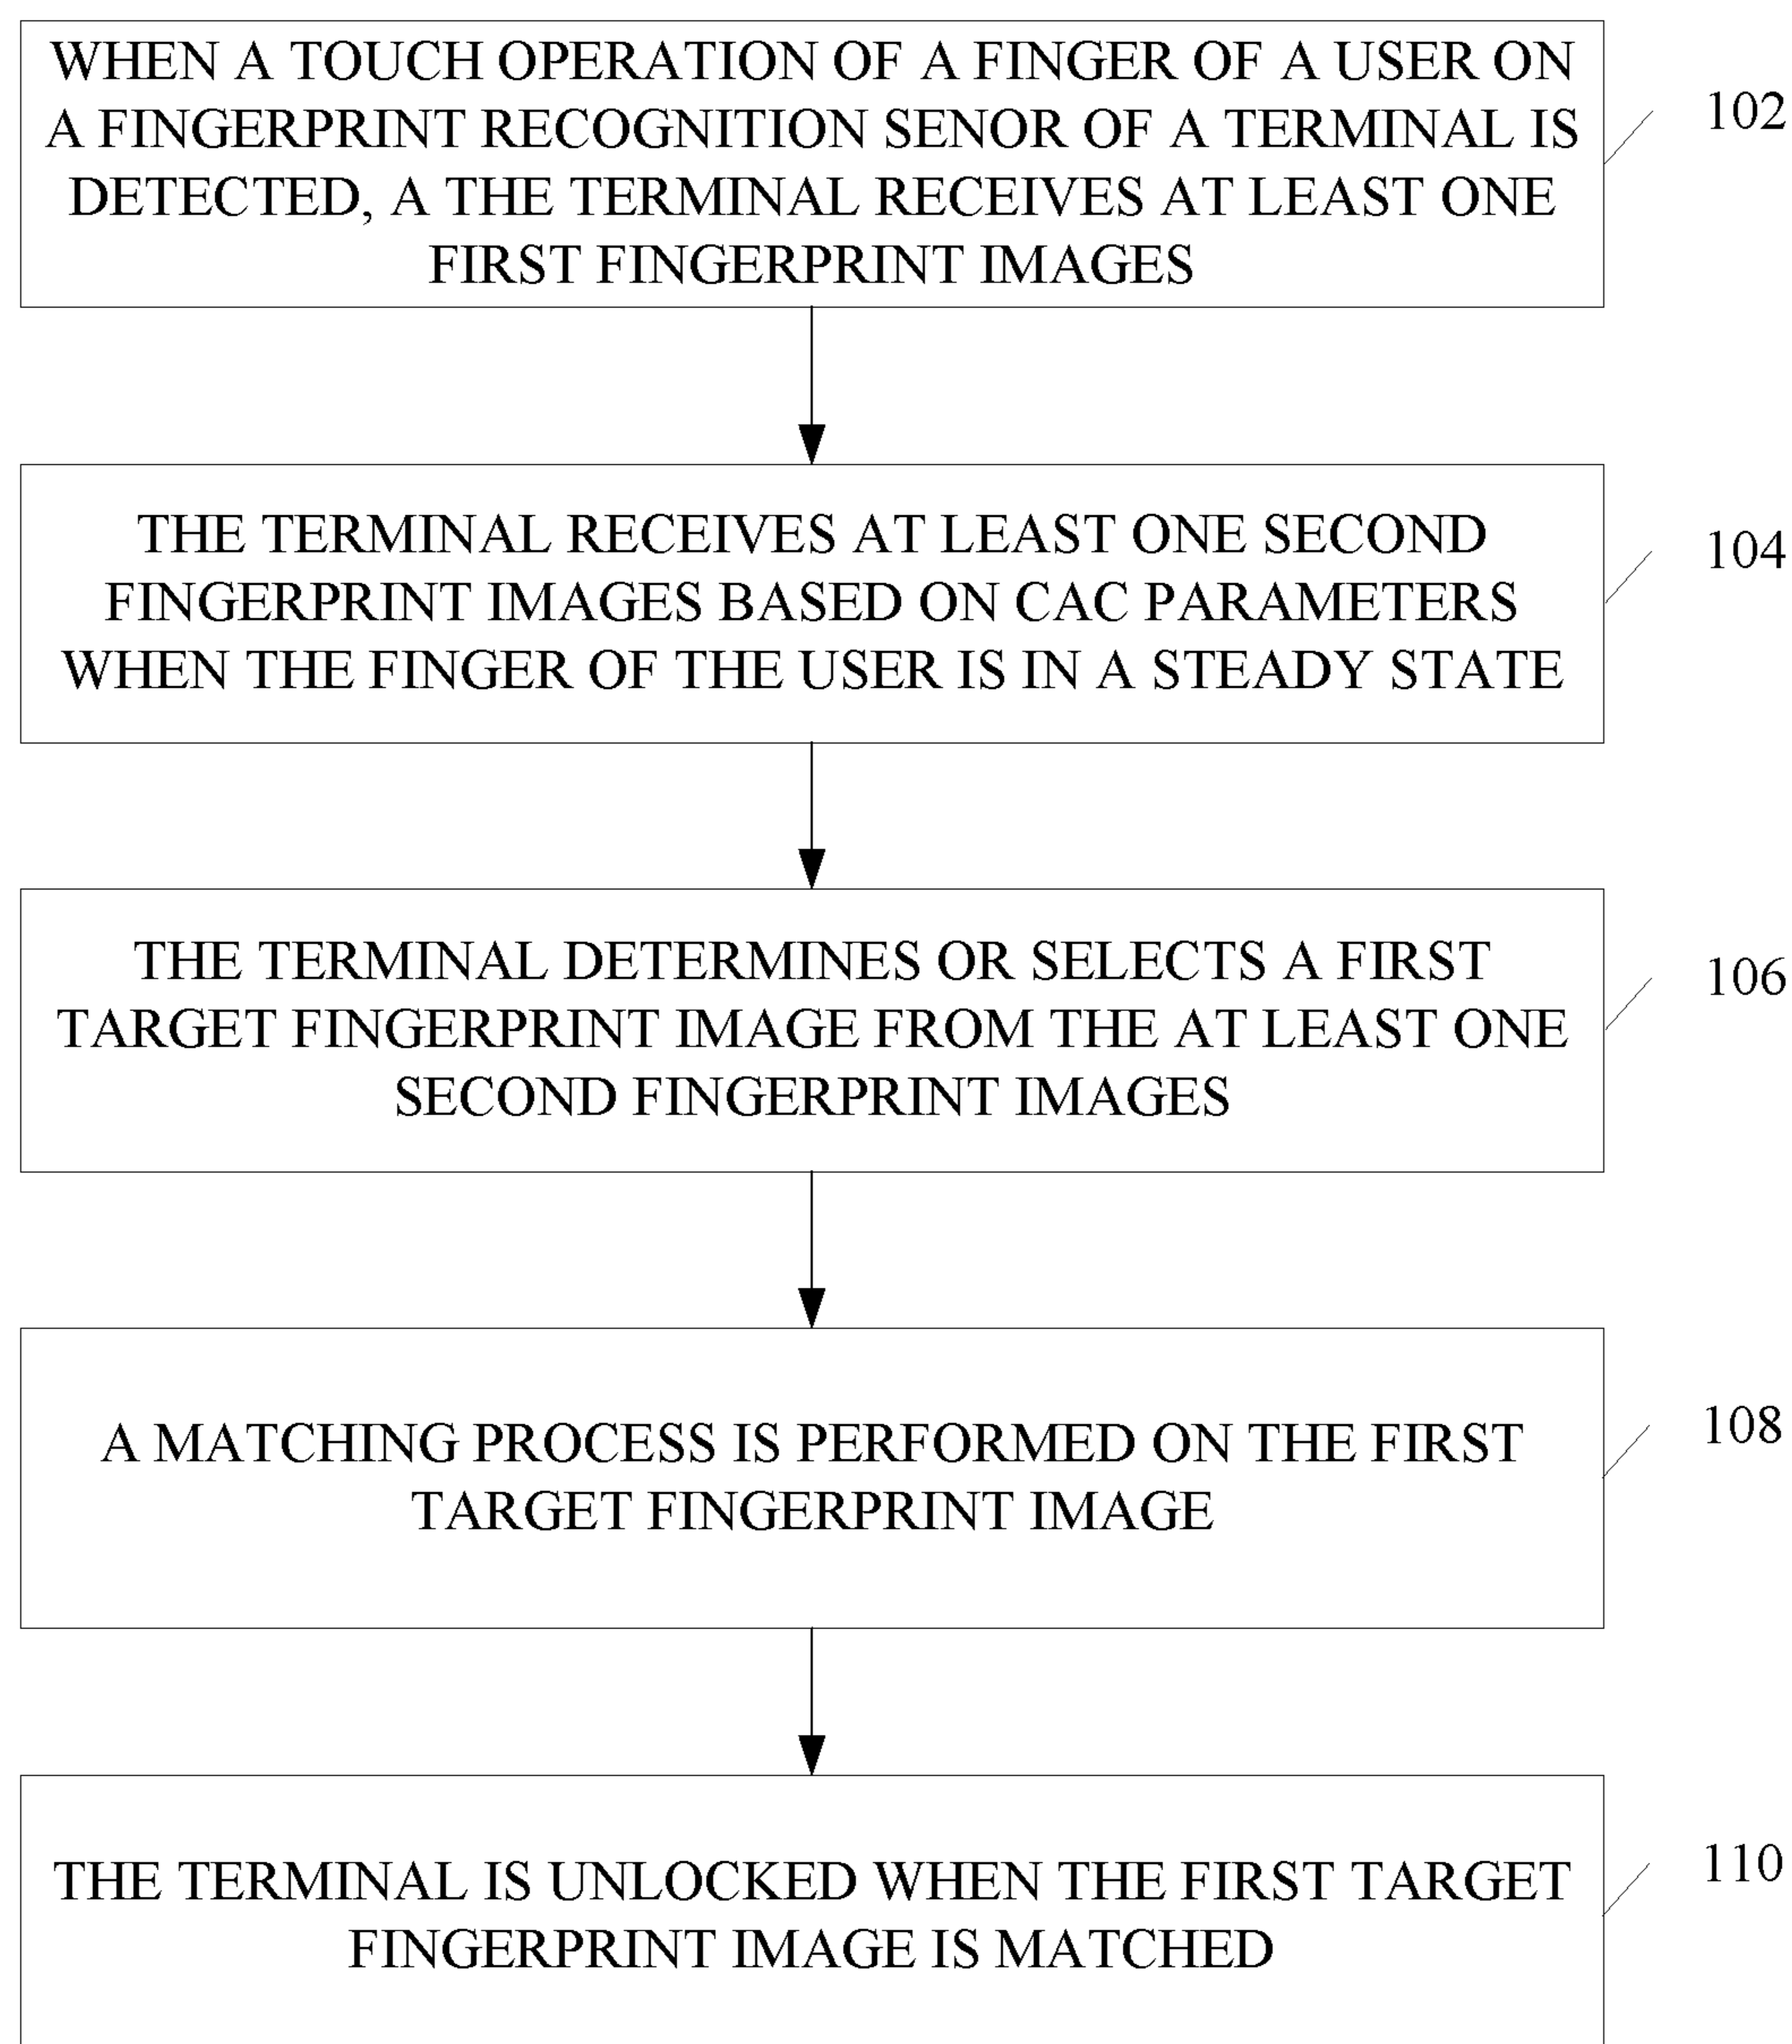 WHEN A TOUCH OPERATION OF A FINGER OF A USER ON
A FINGERPRINT RECOGNITION SENOR OF A TERMINAL IS
DETECTED, A THE TERMINAL RECEIVES AT LEAST ONE
FIRST FINGERPRINT IMAGES
102
THE TERMINAL RECEIVES AT LEAST ONE SECOND
FINGERPRINT IMAGES BASED ON CAC PARAMETERS
WHEN THE FINGER OF THE USER IS IN A STEADY STATE
104
THE TERMINAL DETERMINES OR SELECTS A FIRST
TARGET FINGERPRINT IMAGE FROM THE AT LEAST ONE
SECOND FINGERPRINT IMAGES
106
A MATCHING PROCESS IS PERFORMED ON THE FIRST
TARGET FINGERPRINT IMAGE
108
THE TERMINAL IS UNLOCKED WHEN THE FIRST TARGET
FINGERPRINT IMAGE IS MATCHED
110